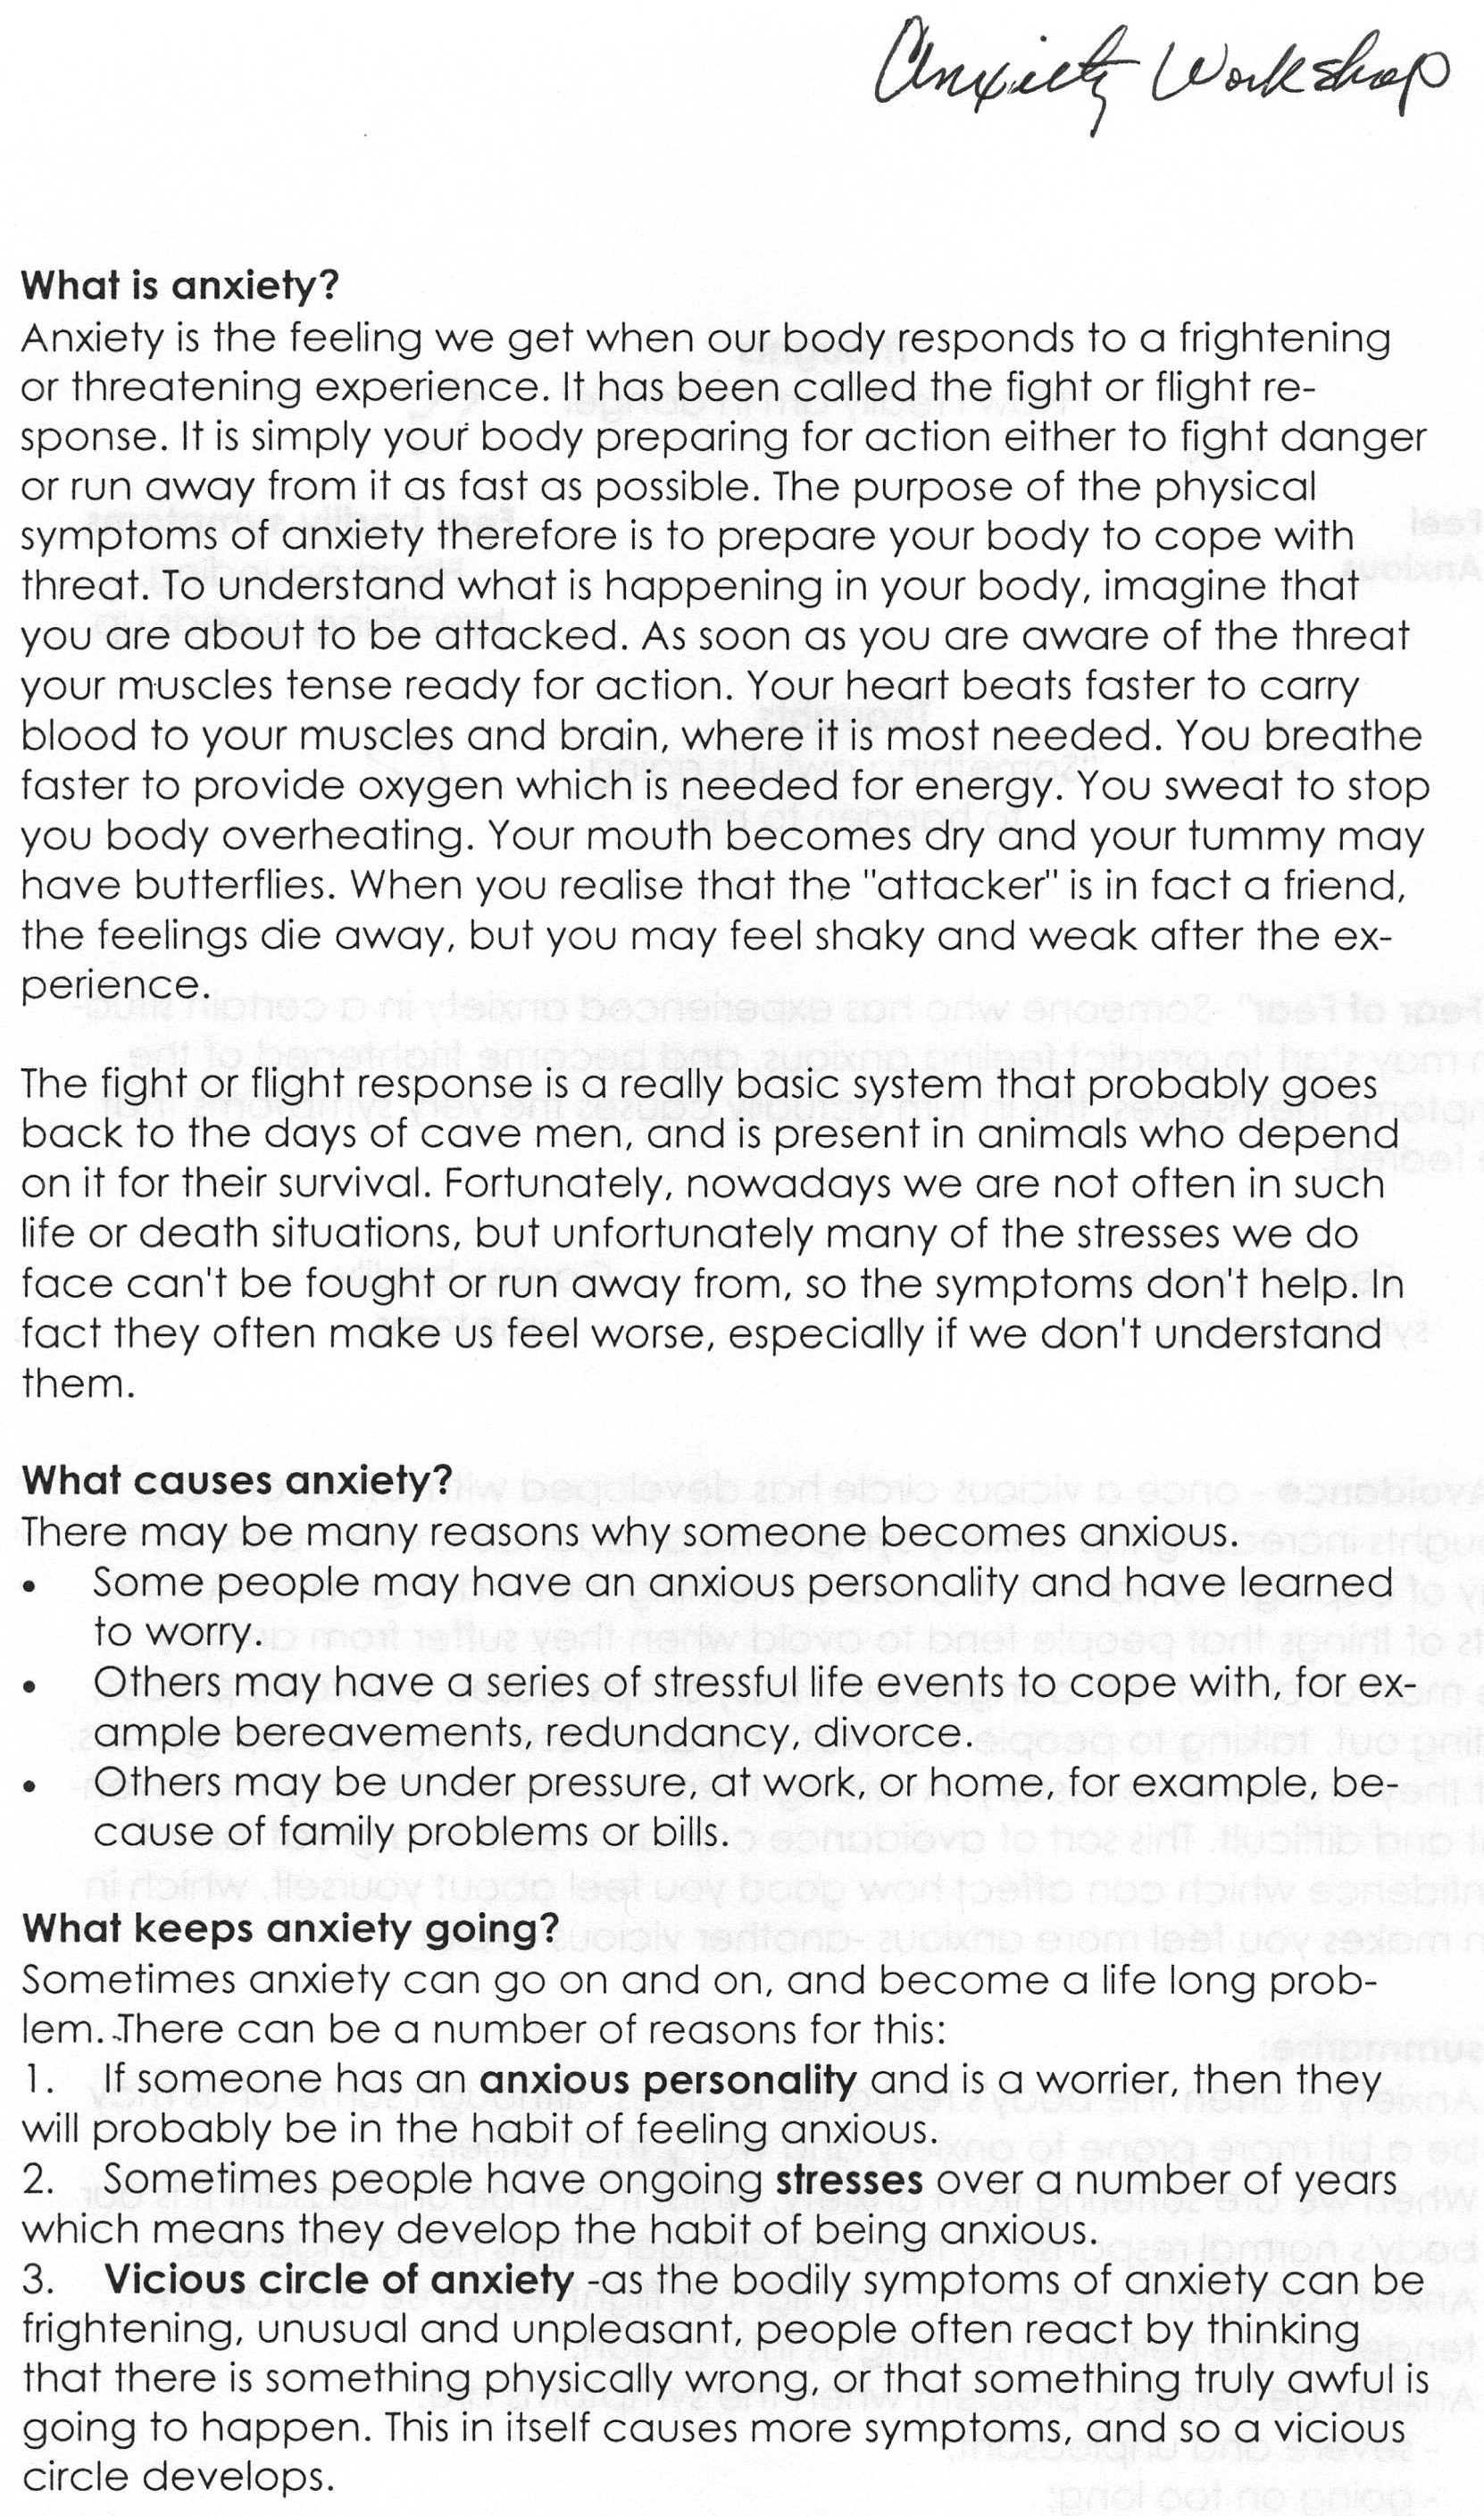 Anxiety Workshop
What is anxiety?
Anxiety is the feeling we get when our body responds to a frightening
or threatening experience. It has been called the fight or flight re-
sponse. It is simply your body preparing for action either to fight danger
or run away from it as fast as possible. The purpose of the physical
symptoms of anxiety therefore is to prepare your body to cope with
threat. To understand what is happening in your body, imagine that
you are about to be attacked. As soon as you are aware of the threat
your muscles tense ready for action. Your heart beats faster to carry
blood to your muscles and brain, where it is most needed. You breathe
faster to provide oxygen which is needed for energy. You sweat to stop
you body overheating. Your mouth becomes dry and your tummy may
have butterflies. When you realise that the "attacker" is in fact a friend,
the feelings die away, but you may feel shaky and weak after the ex-
perience.
The fight or flight response is a really basic system that probably goes
back to the days of cave men, and is present in animals who depend
on it for their survival. Fortunately, nowadays we are not often in such
life or death situations, but unfortunately many of the stresses we do
face can't be fought or run away from, so the symptoms don't help. In
fact they often make us feel worse, especially if we don't understand
them.
What causes anxiety?
There may be many reasons why someone becomes anxious.
• Some people may have an anxious personality and have learned
to worry.
• Others may have a series of stressful life events to cope with, for ex-
ample bereavements, redundancy, divorce.
• Others may be under pressure, at work, or home, for example, be-
cause of family problems or bills.
What keeps anxiety going?
Sometimes anxiety can go on and on, and become a life long prob-
lem. There can be a number of reasons for this:
1. If someone has an anxious personality and is a worrier, then they
will probably be in the habit of feeling anxious.
2. Sometimes people have ongoing stresses over a number of years
which means they develop the habit of being anxious.
3. Vicious circle of anxiety -as the bodily symptoms of anxiety can be
frightening, unusual and unpleasant, people often react by thinking
that there is something physically wrong, or that something truly awful is
going to happen. This in itself causes more symptoms, and so a vicious
circle develops.